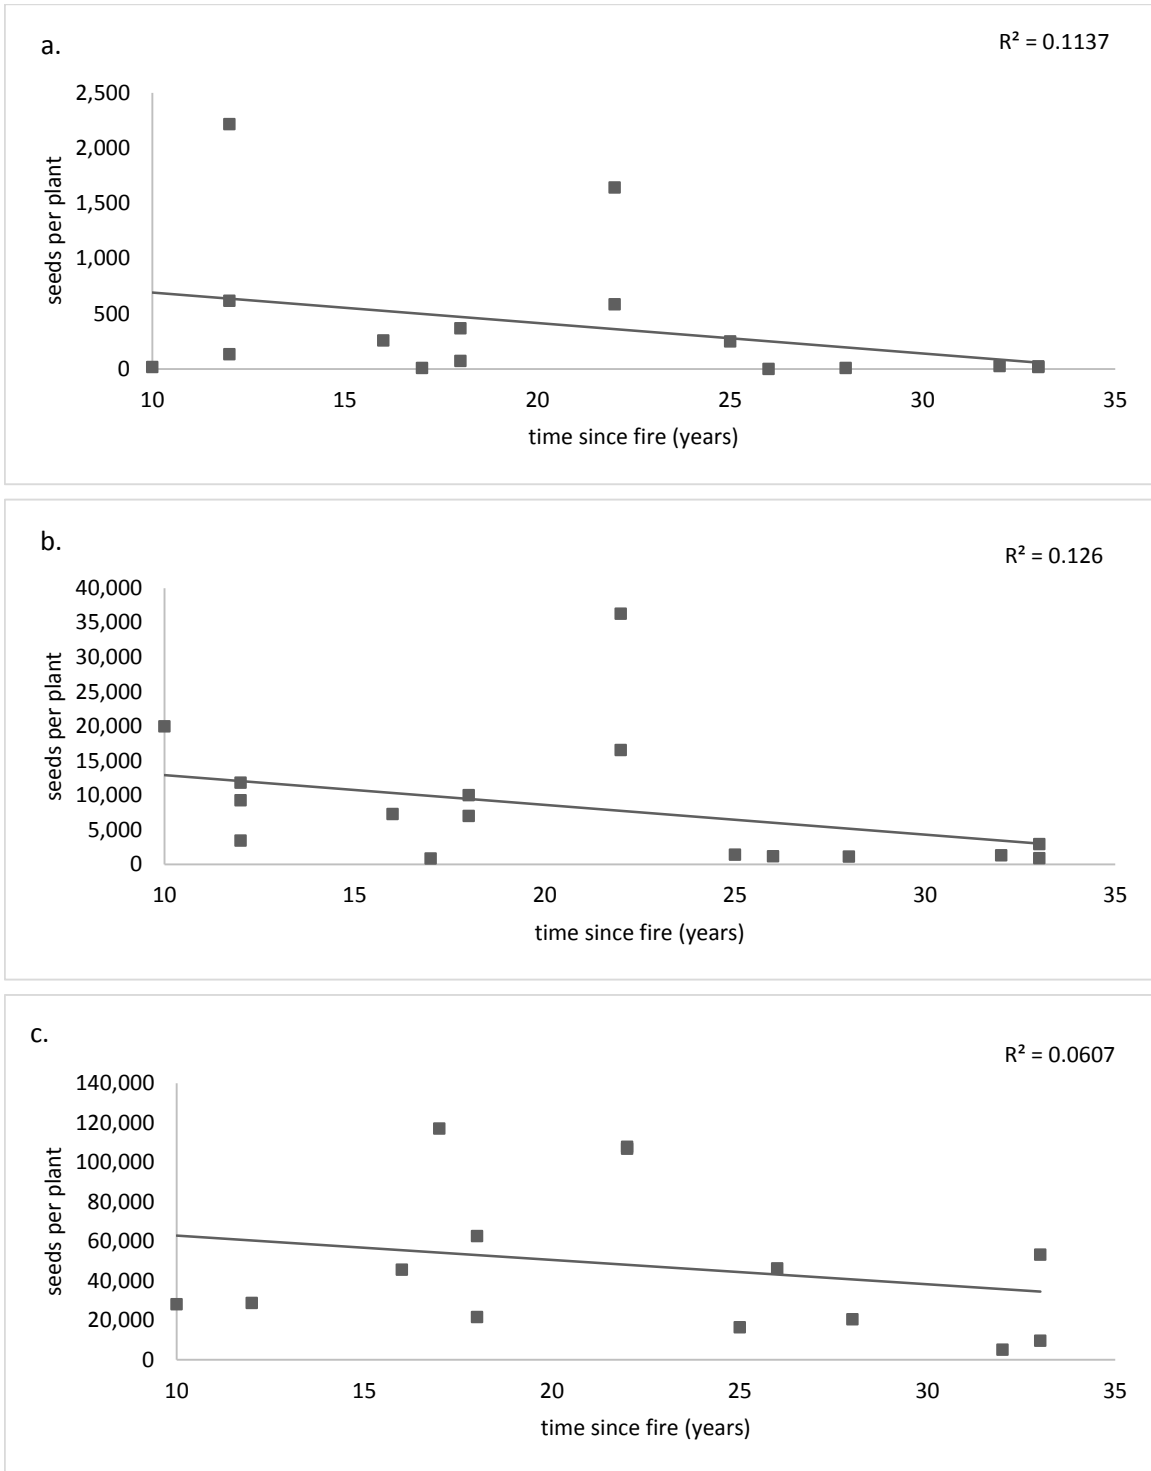 a.
R² = 0.1137
2,500
2,000
1,500
1,000
500
0
seeds per plant
10 15 20 25 30 35
time since fire (years)
b.
R² = 0.126
40,000
35,000
30,000
25,000
20,000
15,000
10,000
5,000
0
seeds per plant
10 15 20 25 30 35
time since fire (years)
c.
R² = 0.0607
140,000
120,000
100,000
80,000
60,000
40,000
20,000
0
seeds per plant
10 15 20 25 30 35
time since fire (years)